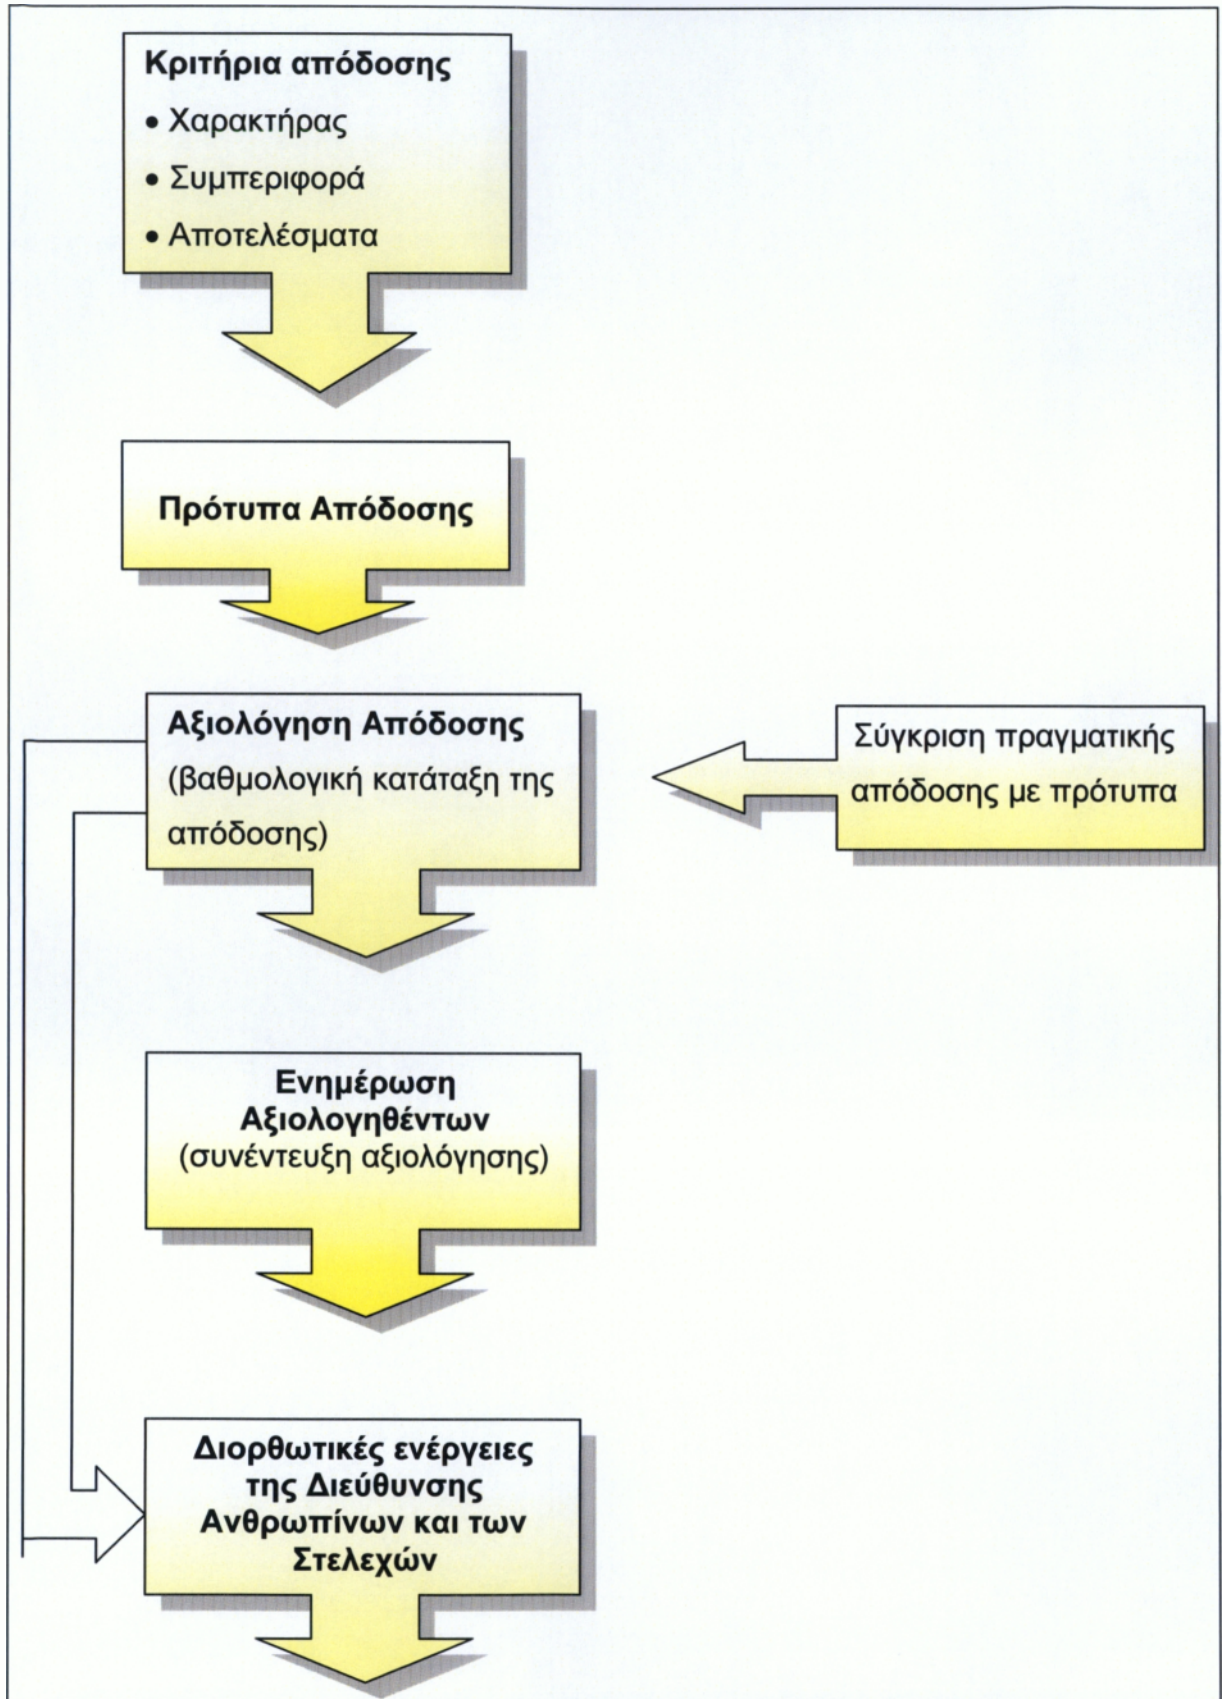 Κριτήρια απόδοσης
• Χαρακτήρας
• Συμπεριφορά
• Αποτελέσματα
Πρότυπα Απόδοσης
Αξιολόγηση Απόδοσης
(βαθμολογική κατάταξη της
απόδοσης)
Σύγκριση πραγματικής
απόδοσης με πρότυπα
Ενημέρωση
Αξιολογηθέντων
(συνέντευξη αξιολόγησης)
Διορθωτικές ενέργειες
της Διεύθυνσης
Ανθρωπίνων και των
Στελεχών